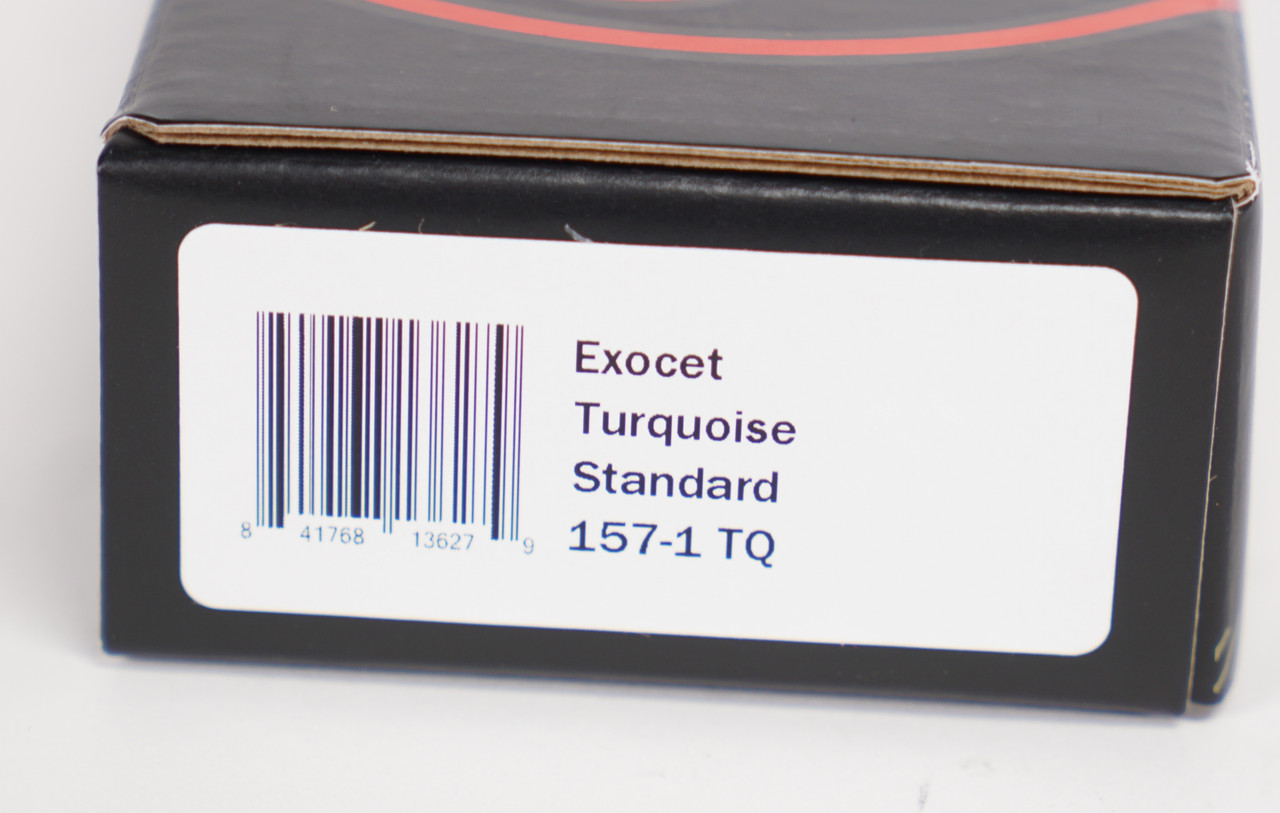 Exocet
Turquoise
Standard
157-1 TQ
8 41768 13627 9